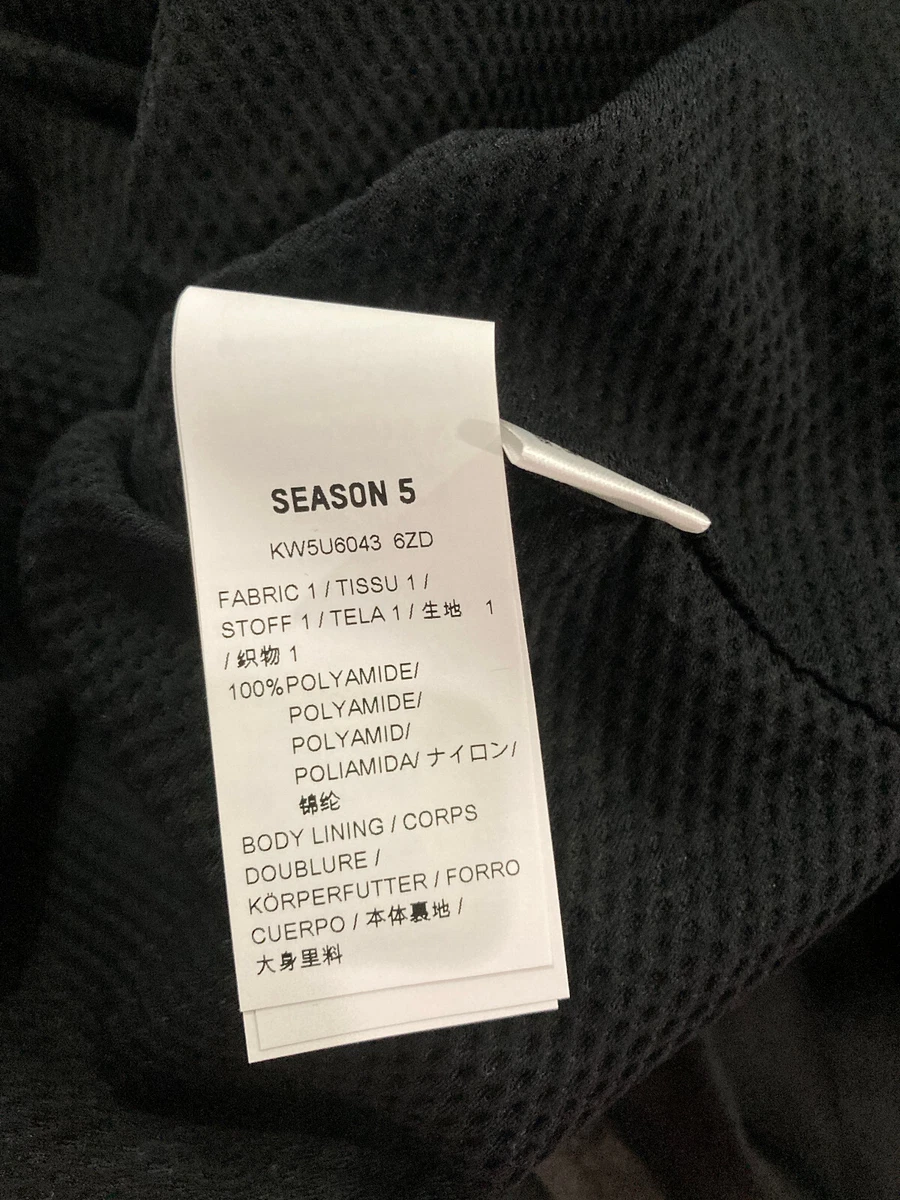 SEASON 5
KW5U6043 6ZD
FABRIC 1 / TISSU 1 /
STOFF 1 / TELA 1 / 生地 1
/ 织物 1
100% POLYAMIDE/
POLYAMIDE/
POLYAMID/
POLIAMIDA/ ナイロン/
锦纶
BODY LINING / CORPS
DOUBLURE /
KÖRPERFUTTER / FORRO
CUERPO / 本体裏地 /
大身里料